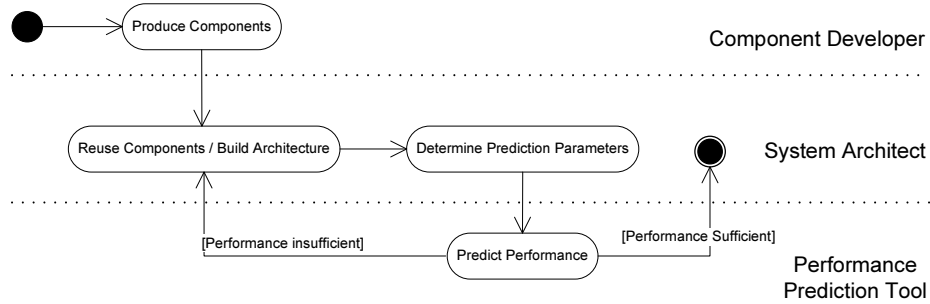 Produce Components
Component Developer
Reuse Components / Build Architecture
Determine Prediction Parameters
System Architect
[Performance insufficient]
[Performance Sufficient]
Predict Performance
Performance
Prediction Tool